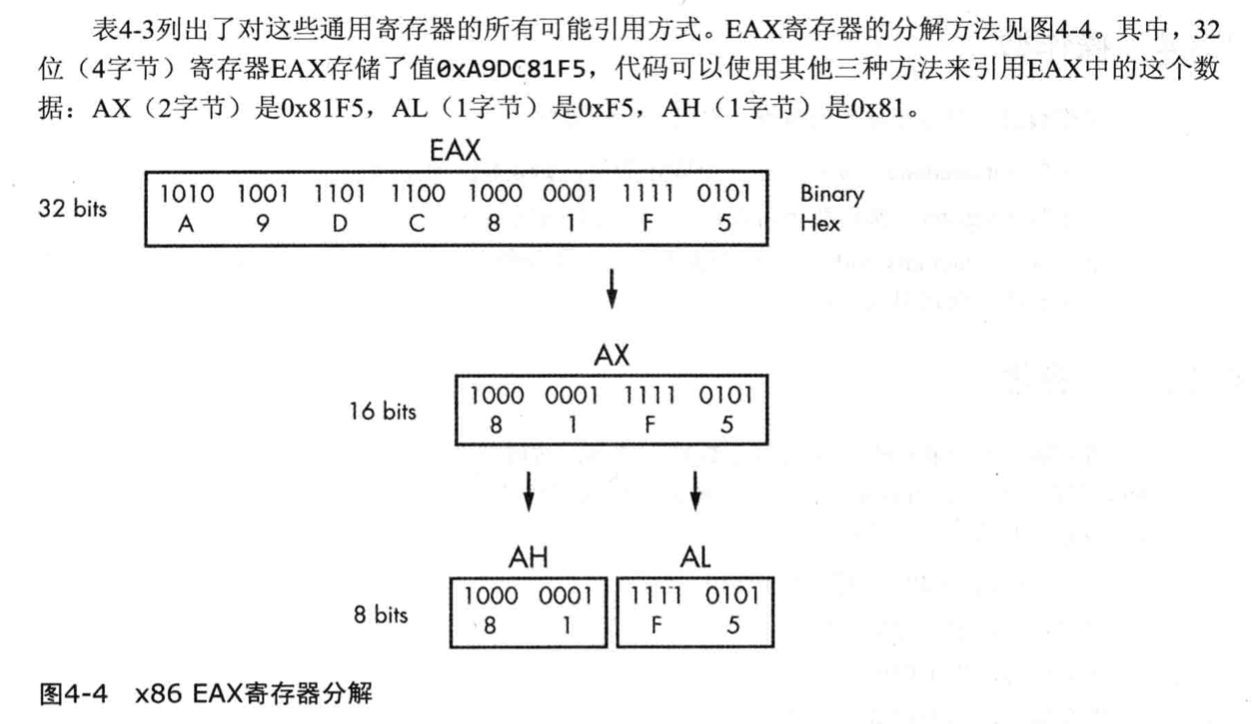 表4-3列出了对这些通用寄存器的所有可能引用方式。EAX寄存器的分解方法见图4-4。其中，32
位（4字节）寄存器EAX存储了值0xA9DC81F5，代码可以使用其他三种方法来引用EAX中的这个数
据：AX（2字节）是0x81F5，AL（1字节）是0xF5，AH（1字节）是0x81。
EAX
32 bits 1010 1001 1101 1100 1000 0001 1111 0101 Binary
A 9 D C 8 1 F 5 Hex
AX
16 bits 1000 0001 1111 0101
8 1 F 5
AH AL
8 bits 1000 0001 1111 0101
8 1 F 5
图4-4 x86 EAX寄存器分解